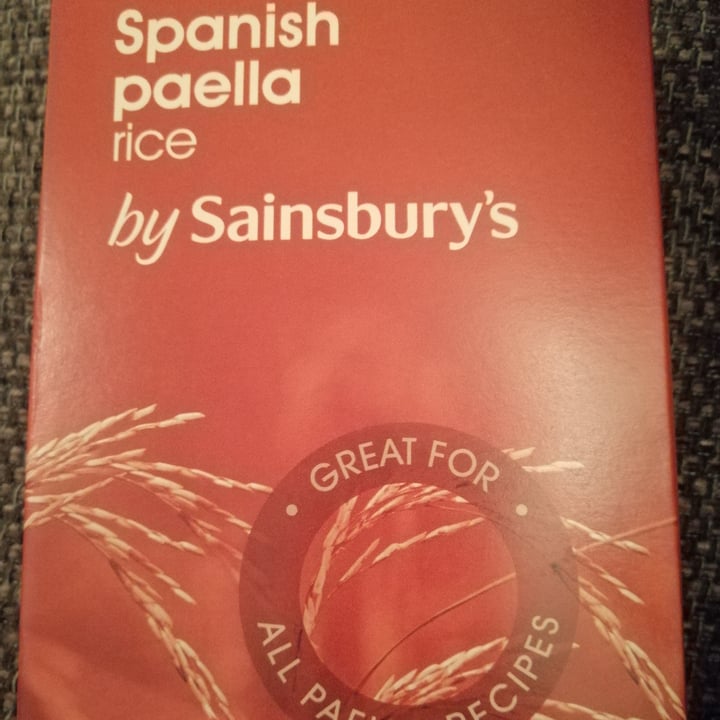 Spanish
paella
rice
by Sainsbury's
GREAT FOR
ALL RECIPES